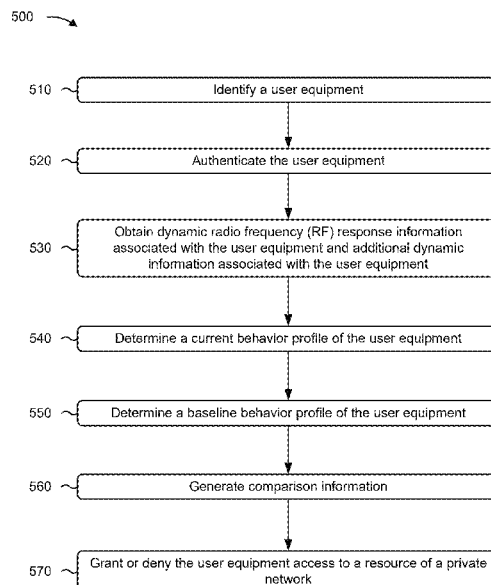 500
510
Identify a user equipment
520
Authenticate the user equipment
530
Obtain dynamic radio frequency (RF) response information
associated with the user equipment and additional dynamic
information associated with the user equipment
540
Determine a current behavior profile of the user equipment
550
Determine a baseline behavior profile of the user equipment
560
Generate comparison information
570
Grant or deny the user equipment access to a resource of a private
network